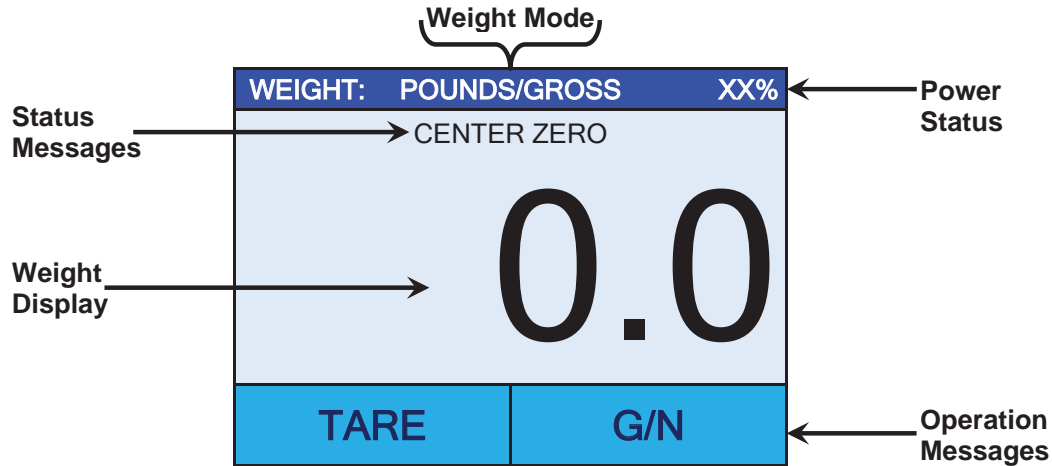 Weight Mode
WEIGHT: POUNDS/GROSS XX%
Power
Status
Status
Messages
CENTER ZERO
Weight
Display
0.0
TARE G/N
Operation
Messages